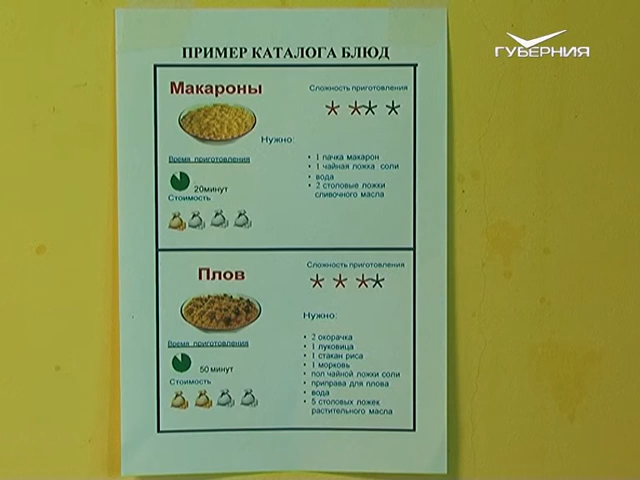 ГУБЕРНИЯ
ПРИМЕР КАТАЛОГА БЛЮД
Макароны
Сложность приготовления
Нужно:
Время приготовления
20минут
Стоимость
• 1 пачка макарон
• 1 чайная ложка соли
• вода
• 2 столовые ложки
сливочного масла
Плов
Сложность приготовления
Нужно:
Время приготовления
50 минут
Стоимость
• 2 окорачка
• 1 луковица
• 1 стакан риса
• 1 морковь
• пол чайной ложки соли
• приправа для плова
• вода
• 5 столовых ложек
растительного масла